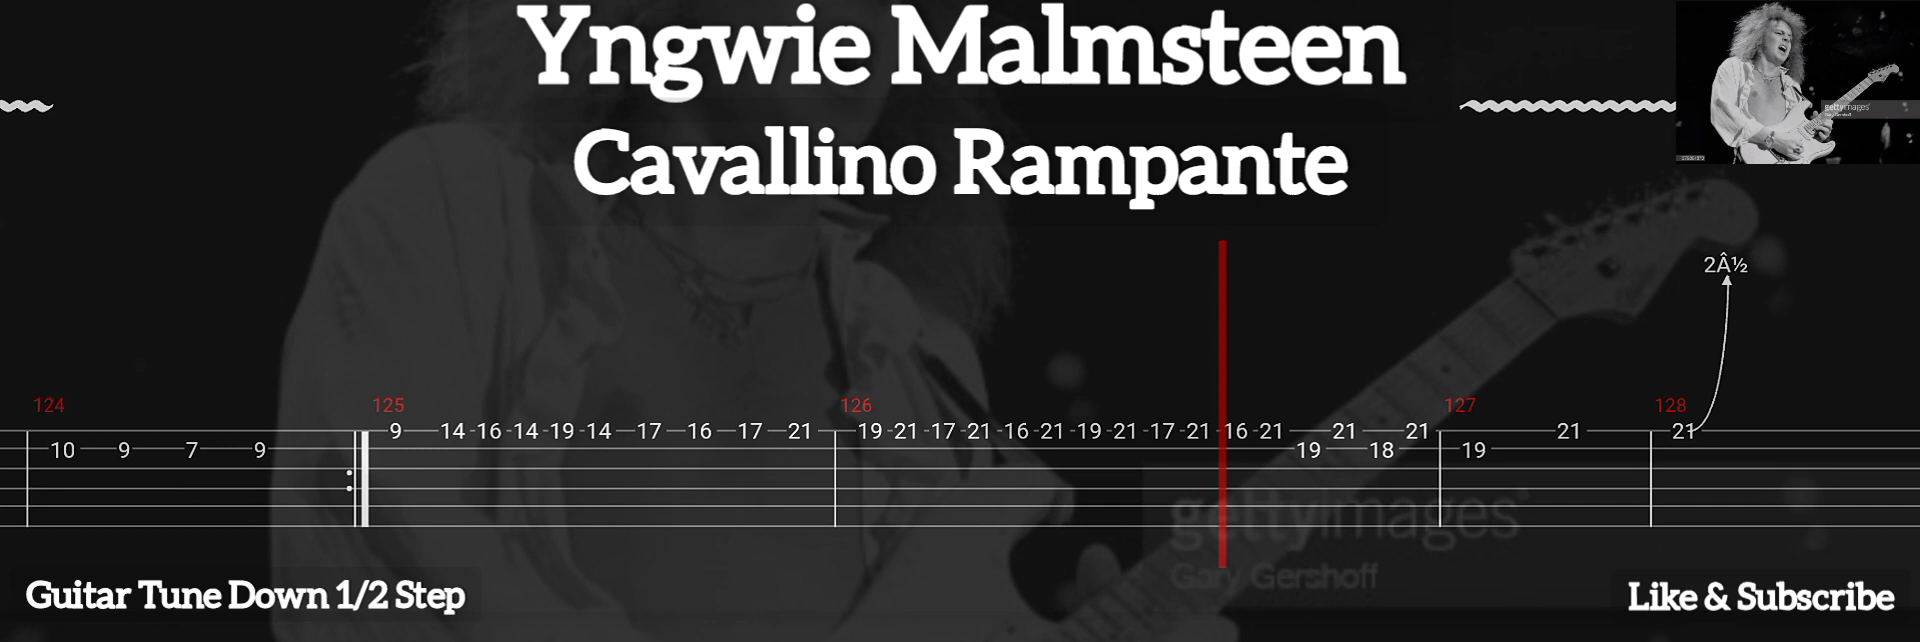 Yngwie Malmsteen
Cavallino Rampante
gettyimages
2Â½
124 125 126 127 128
9 14 16 14 19 14 17 16 17 21 19 21 17 21 16 21 19 21 17 21 16 21 21 21 21 21
10 9 7 9 19 18 19
gettyimages
Gary Gershoff
Guitar Tune Down 1/2 Step
Like & Subscribe